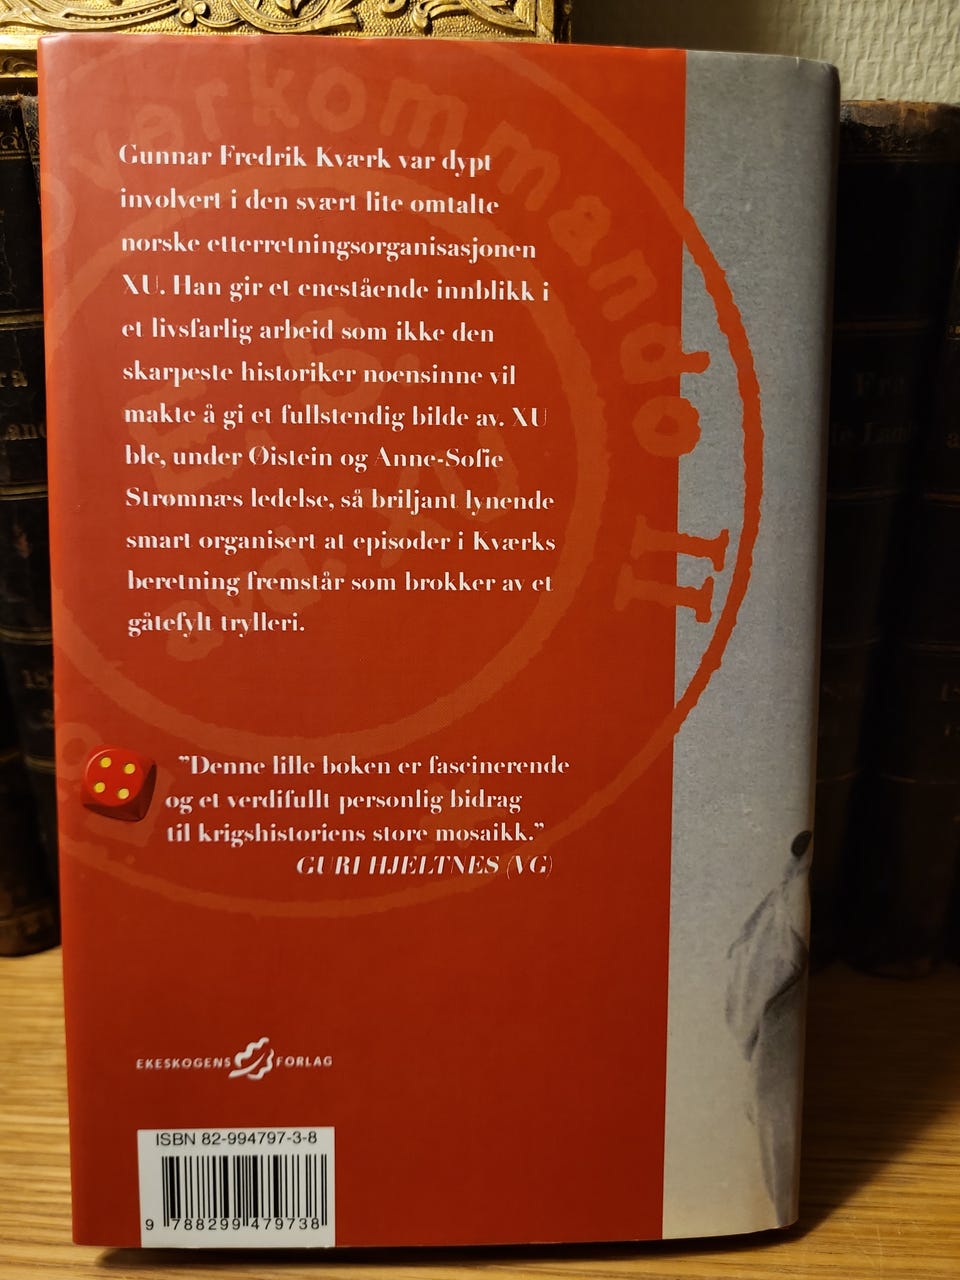 Gunnar Fredrik Kværk var dypt
involvert i den svært lite omtalte
norske etterretningsorganisasjonen
XU. Han gir et enestående innblikk i
et livsfarlig arbeid som ikke den
skarpeste historiker noensinne vil
makte å gi et fullstendig bilde av. XU
ble, under Øistein og Anne-Sofie
Strømnæs ledelse, så briljant lynende
smart organisert at episoder i Kværks
beretning fremstår som brokker av et
gåtefylt trylleri.
”Denne lille boken er fascinerende
og et verdifullt personlig bidrag
til krigshistoriens store mosaikk.”
GURI HJELTNES (VG)
EKESKOGENS FORLAG
ISBN 82-994797-3-8
9 788299 479738
overkommando II